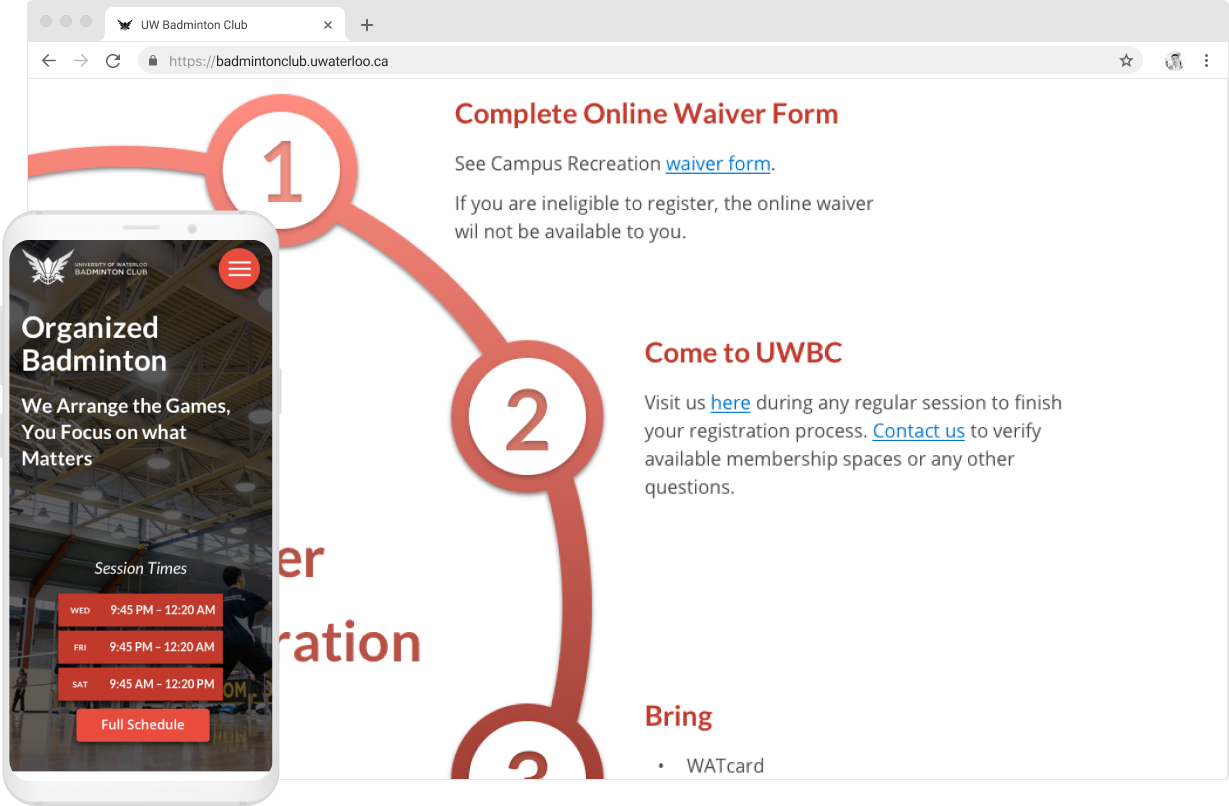 UW Badminton Club
https://badmintonclub.uwaterloo.ca
1
Complete Online Waiver Form
See Campus Recreation waiver form.
If you are ineligible to register, the online waiver
wil not be available to you.
2
Come to UWBC
Visit us here during any regular session to finish
your registration process. Contact us to verify
available membership spaces or any other
questions.
er
ration
3
Bring
• WATcard
UNIVERSITY OF WATERLOO
BADMINTON CLUB
Organized
Badminton
We Arrange the Games,
You Focus on what
Matters
Session Times
WED 9:45 PM – 12:20 AM
FRI 9:45 PM – 12:20 AM
SAT 9:45 AM – 12:20 PM
Full Schedule